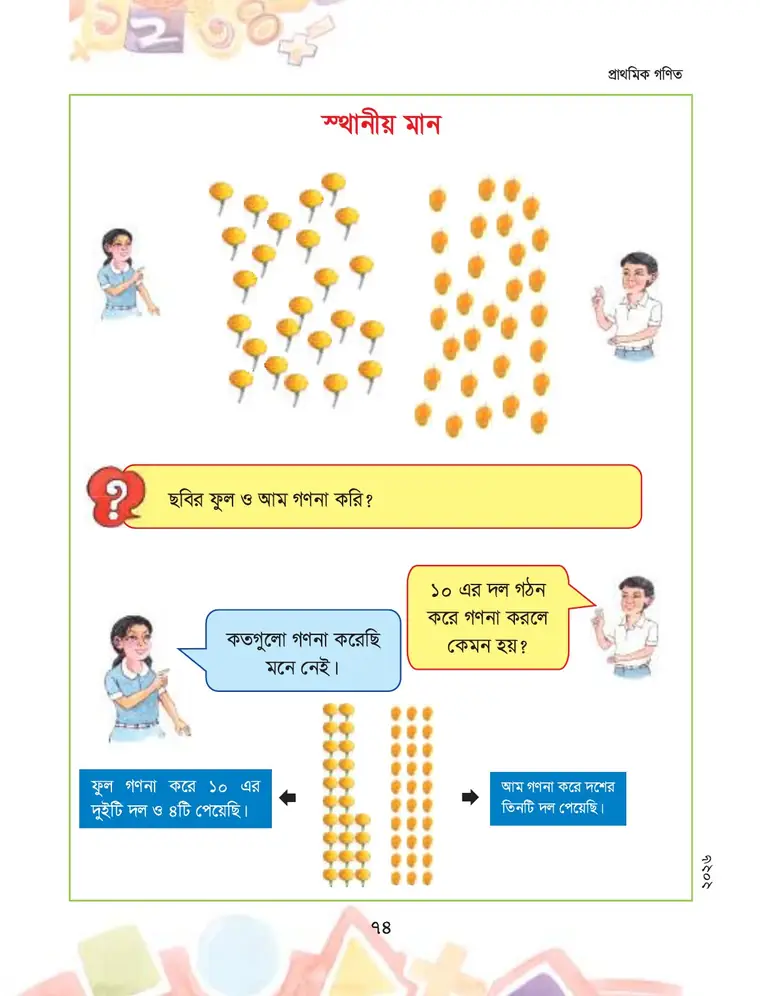 প্রাথমিক গণিত
স্থানীয় মান
ছবির ফুল ও আম গণনা করি?
১০ এর দল গঠন
করে গণনা করলে
কেমন হয়?
কতগুলো গণনা করেছি
মনে নেই।
ফুল গণনা করে ১০ এর
দুইটি দল ও ৪টি পেয়েছি।
আম গণনা করে দশের
তিনটি দল পেয়েছি।
২০২৬
৭৪